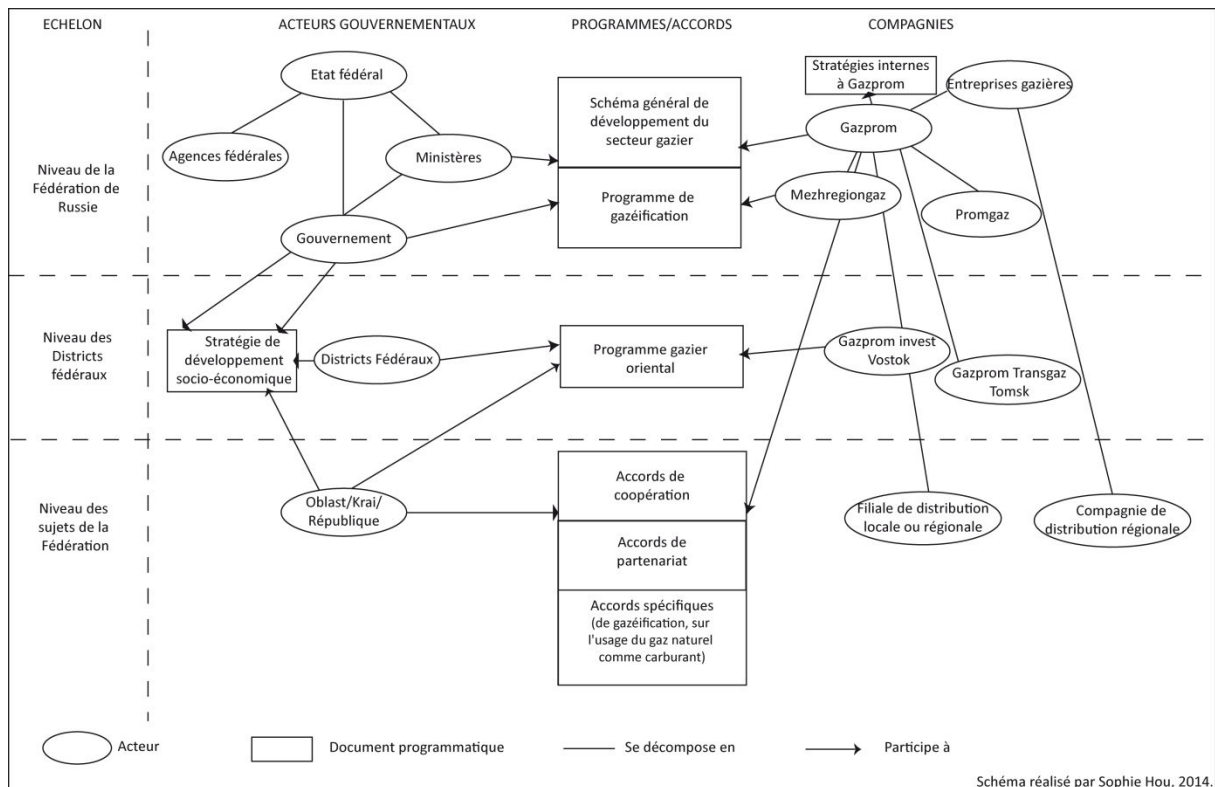 ECHELON
ACTEURS GOUVERNEMENTAUX
PROGRAMMES/ACCORDS
COMPAGNIES
Niveau de la
Fédération de
Russie
Etat fédéral
Agences fédérales
Ministères
Gouvernement
Schéma général de
développement du
secteur gazier
Programme de
gazéification
Stratégies internes
à Gazprom
Entreprises gazières
Gazprom
Mezhregiongaz
Promgaz
Niveau des
Districts
fédéraux
Stratégie de
développement
socio-économique
Districts Fédéraux
Programme gazier
oriental
Gazprom invest
Vostok
Gazprom Transgaz
Tomsk
Niveau des
sujets de la
Fédération
Oblast/Krai/
République
Accords de
coopération
Accords de
partenariat
Accords spécifiques
(de gazéification, sur
l'usage du gaz naturel
comme carburant)
Filiale de distribution
locale ou régionale
Compagnie de
distribution régionale
Acteur
Document programmatique
Se décompose en
Participe à
Schéma réalisé par Sophie Hou, 2014.